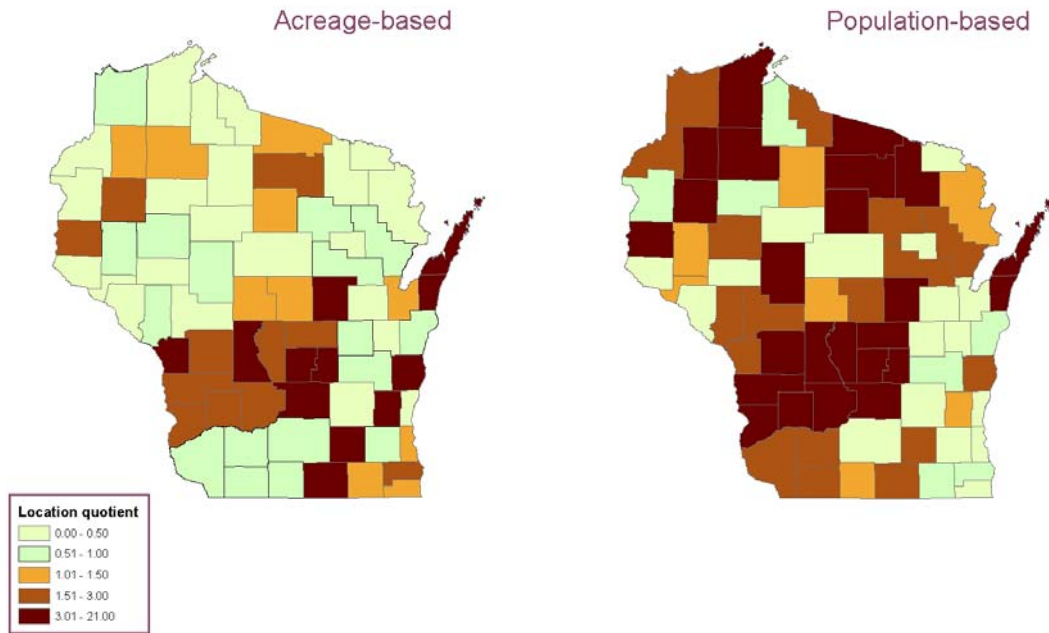 Acreage-based
Population-based
Location quotient
0.00 - 0.50
0.51 - 1.00
1.01 - 1.50
1.51 - 3.00
3.01 - 21.00